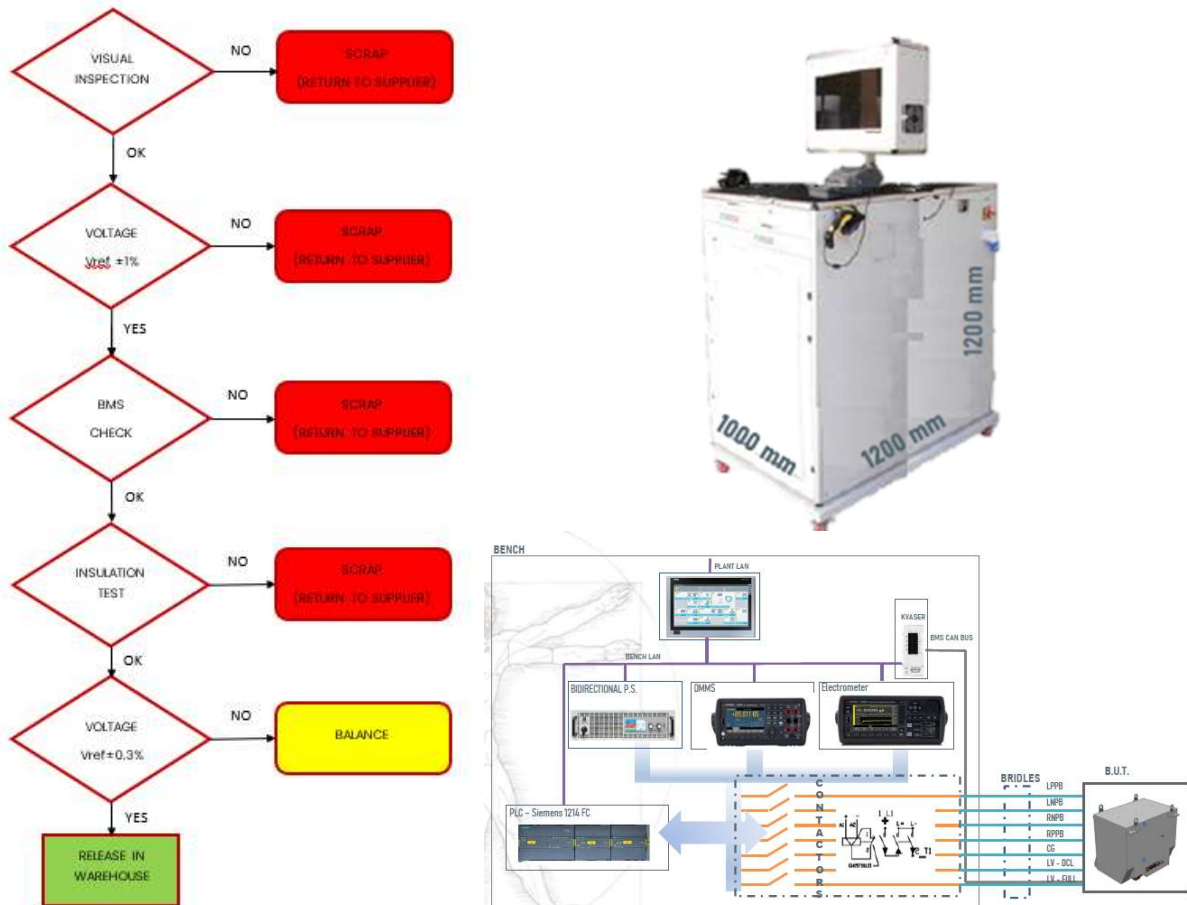 VISUAL
INSPECTION
NO
SCRAP
(RETURN TO SUPPLIER)
OK
VOLTAGE
Vref ±1%
NO
SCRAP
(RETURN TO SUPPLIER)
YES
BMS
CHECK
NO
SCRAP
(RETURN TO SUPPLIER)
OK
INSULATION
TEST
NO
SCRAP
(RETURN TO SUPPLIER)
OK
VOLTAGE
Vref±0,3%
NO
BALANCE
YES
RELEASE IN
WAREHOUSE
1000 mm
1200 mm
1200 mm
BENCH
PLANT LAN
KVASER
BMS CAN BUS
BENCH LAN
BIDIRECTIONAL P.S.
DMMS
Electrometer
PLC - Siemens 1214 FC
CONTACTORS
BRIDLES
B.U.T.
LPPB
LNPB
RNPB
RPPB
CG
LV - OCL
LV - FULL